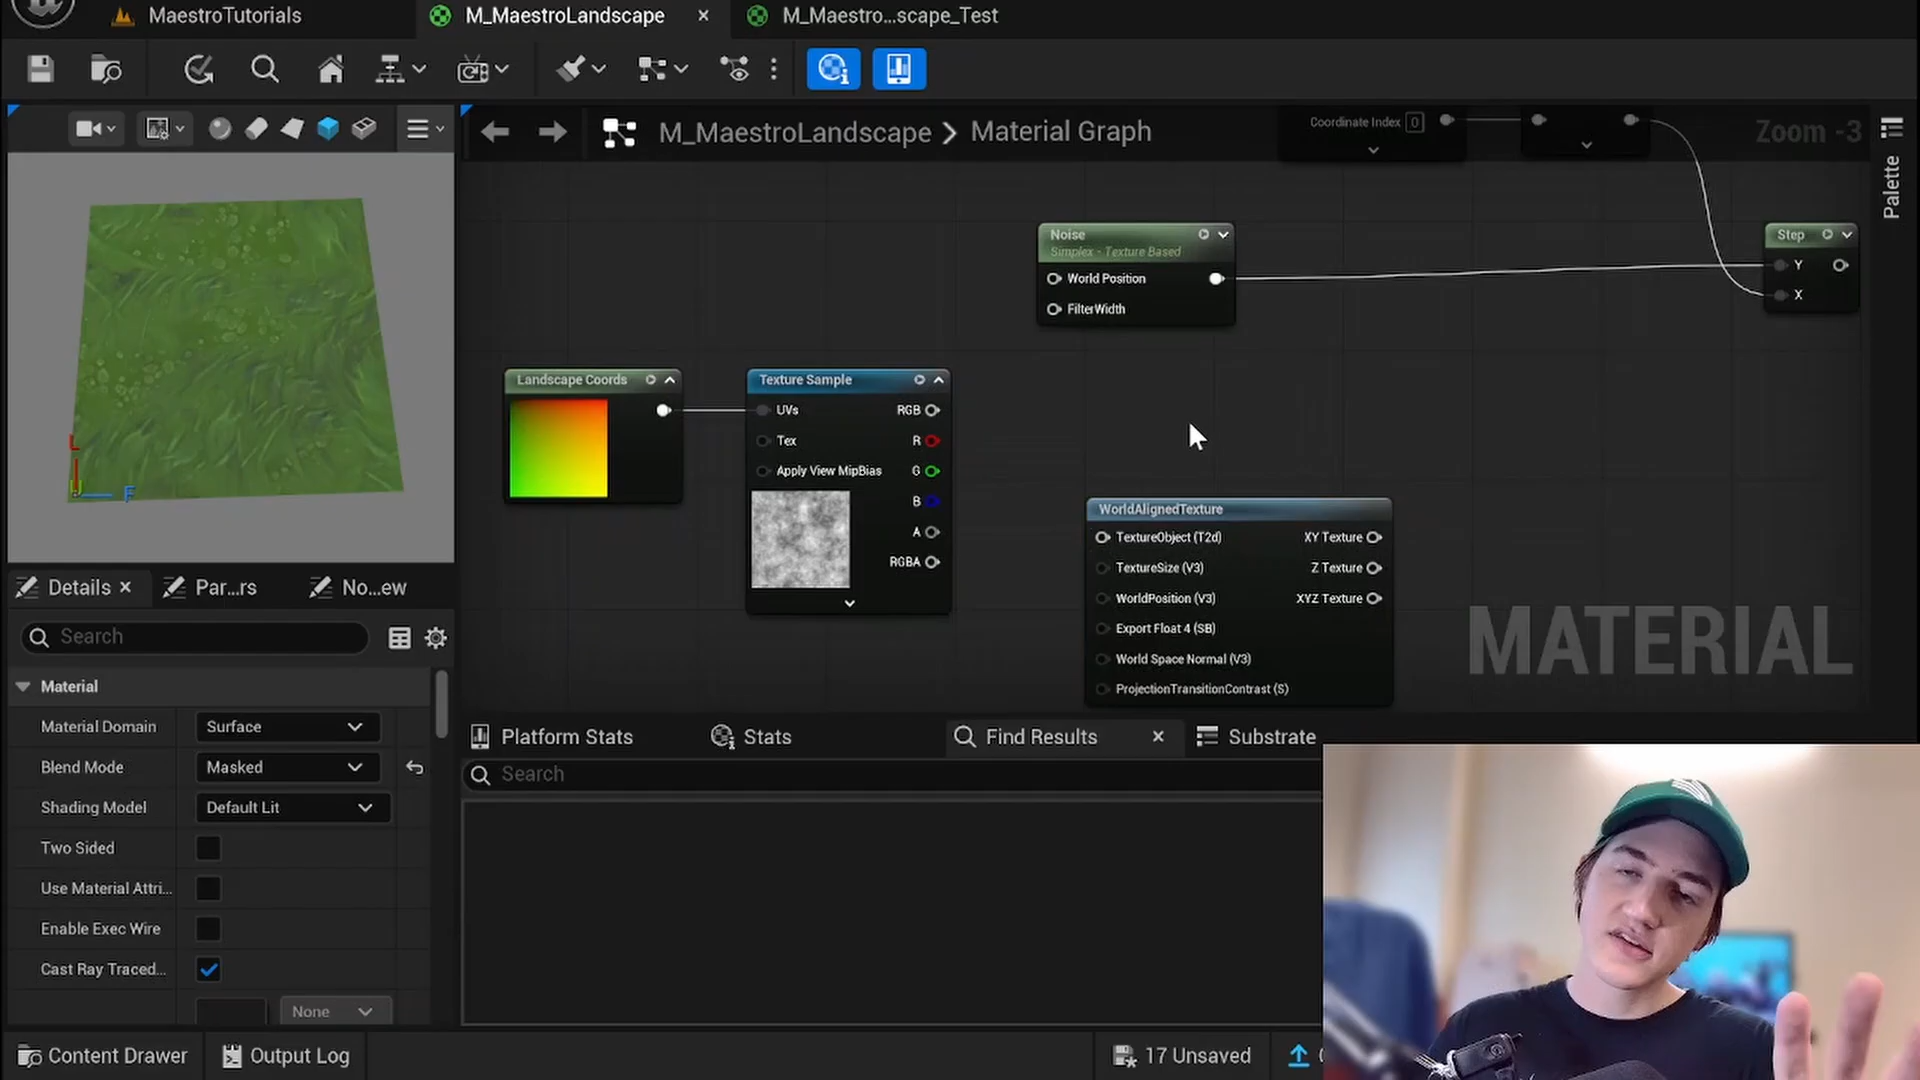 MaestroTutorials
M_MaestroLandscape
M_Maestro...scape_Test
M_MaestroLandscape > Material Graph
Coordinate Index 0
Zoom -3
Palette
Noise
Simplex - Texture Based
World Position
FilterWidth
Step
Y
X
Landscape Coords
Texture Sample
UVs
RGB
Tex
R
Apply View MipBias
G
B
A
RGBA
WorldAlignedTexture
TextureObject (T2d)
XY Texture
TextureSize (V3)
Z Texture
WorldPosition (V3)
XYZ Texture
Export Float 4 (SB)
World Space Normal (V3)
ProjectionTransitionContrast (S)
MATERIAL
F
Details
Par...rs
No...ew
Search
Material
Material Domain
Surface
Blend Mode
Masked
Shading Model
Default Lit
Two Sided
Use Material Attri...
Enable Exec Wire
Cast Ray Traced...
None
Platform Stats
Stats
Find Results
Substrate
Search
Content Drawer
Output Log
17 Unsaved